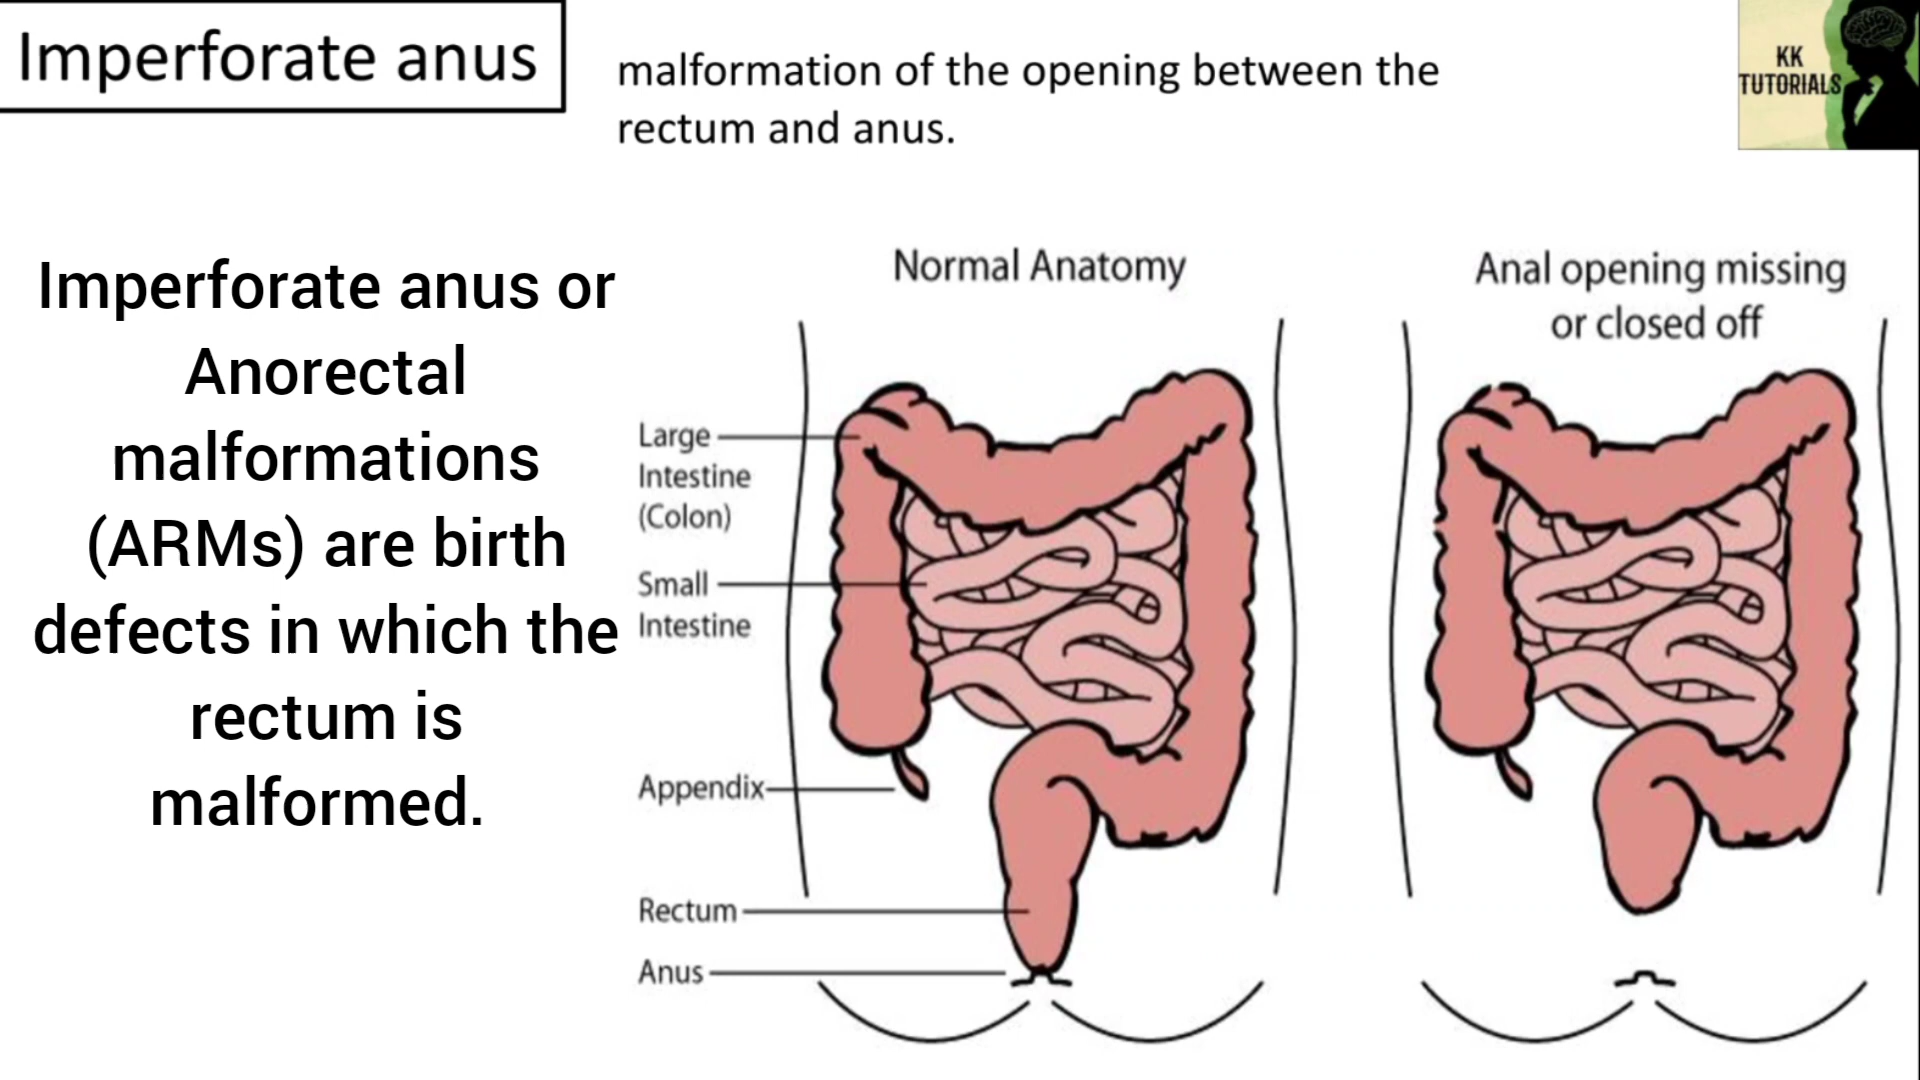 Imperforate anus
malformation of the opening between the
rectum and anus.
KK
TUTORIALS
Imperforate anus or
Anorectal
malformations
(ARMs) are birth
defects in which the
rectum is
malformed.
Normal Anatomy
Large
Intestine
(Colon)
Small
Intestine
Appendix
Rectum
Anus
Anal opening missing
or closed off